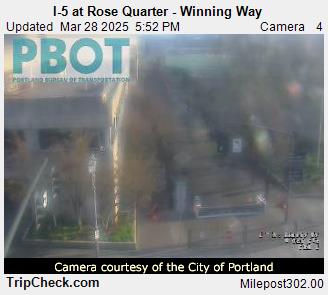 I-5 at Rose Quarter - Winning Way
Updated Mar 28 2025 5:52 PM Camera 4
PBOT
PORTLAND BUREAU OF TRANSPORTATION
Camera courtesy of the City of Portland
TripCheck.com Milepost302.00